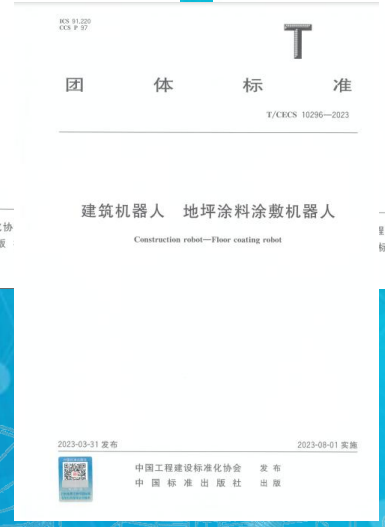 ICS 91.220
CCS P 97
T
团体标准
T/CECS 10296—2023
建筑机器人 地坪涂料涂敷机器人
Construction robot—Floor coating robot
2023-03-31 发布
2023-08-01 实施
中国工程建设标准化协会 发布
中国标准出版社 出版